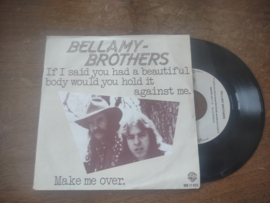 BELLAMY-
BROTHERS
If I said you had a beautiful
body would you hold it
against me.
Make me over.